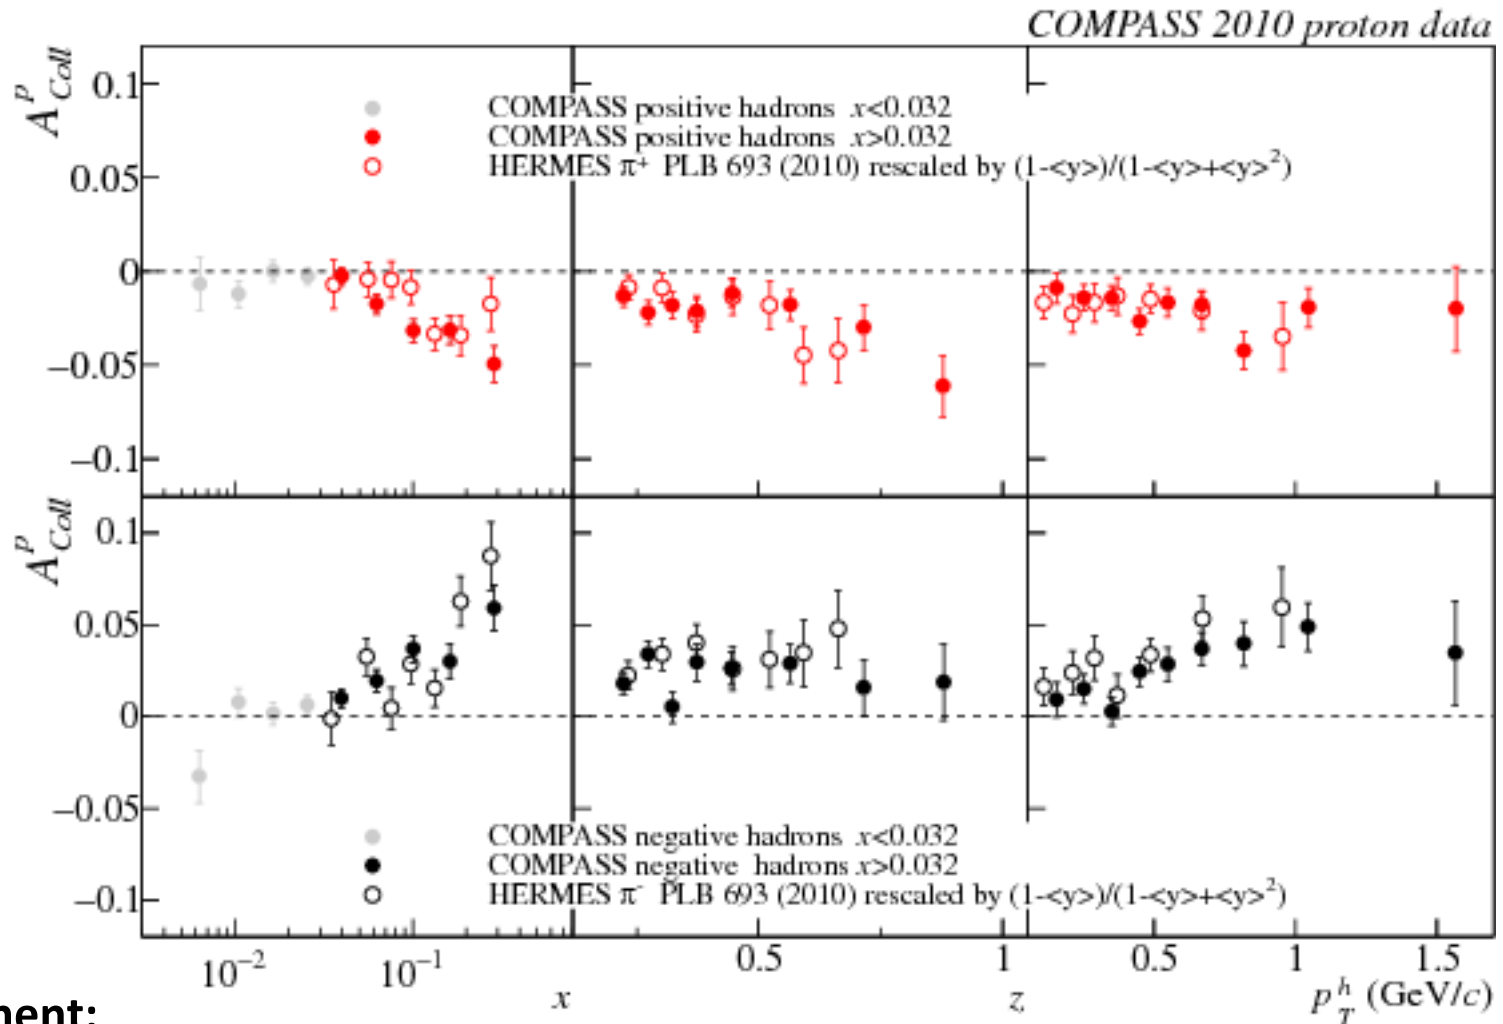 COMPASS 2010 proton data
A^p_Coll
0.1
COMPASS positive hadrons x<0.032
COMPASS positive hadrons x>0.032
HERMES π⁺ PLB 693 (2010) rescaled by (1-<y>)/(1-<y>+<y>²)
0.05
0
−0.05
−0.1
A^p_Coll
0.1
0.05
0
−0.05
COMPASS negative hadrons x<0.032
COMPASS negative hadrons x>0.032
HERMES π⁻ PLB 693 (2010) rescaled by (1-<y>)/(1-<y>+<y>²)
−0.1
10⁻² 10⁻¹ 0.5 1 0.5 1 1.5
x z p_T^h (GeV/c)